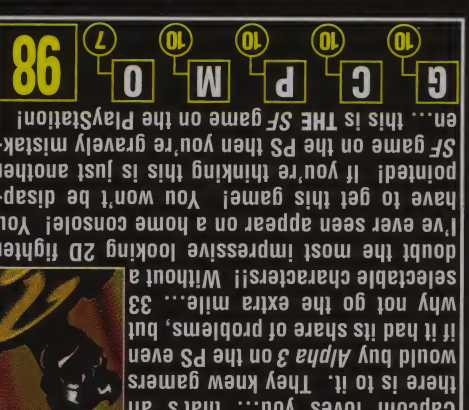 Capcom loves you... that's all
there is to it. They knew gamers
would buy Alpha 3 on the PS even
if it had its share of problems, but
why not go the extra mile... 33
selectable characters!! Without a
doubt the most impressive looking 2D fighter
I've ever seen appear on a home console! You
have to get this game! You won't be disap-
pointed! If you're thinking this is just another
SF game on the PS then you're gravely mistak-
en... this is THE SF game on the PlayStation!
G C P M O 98
10 10 10 10 7